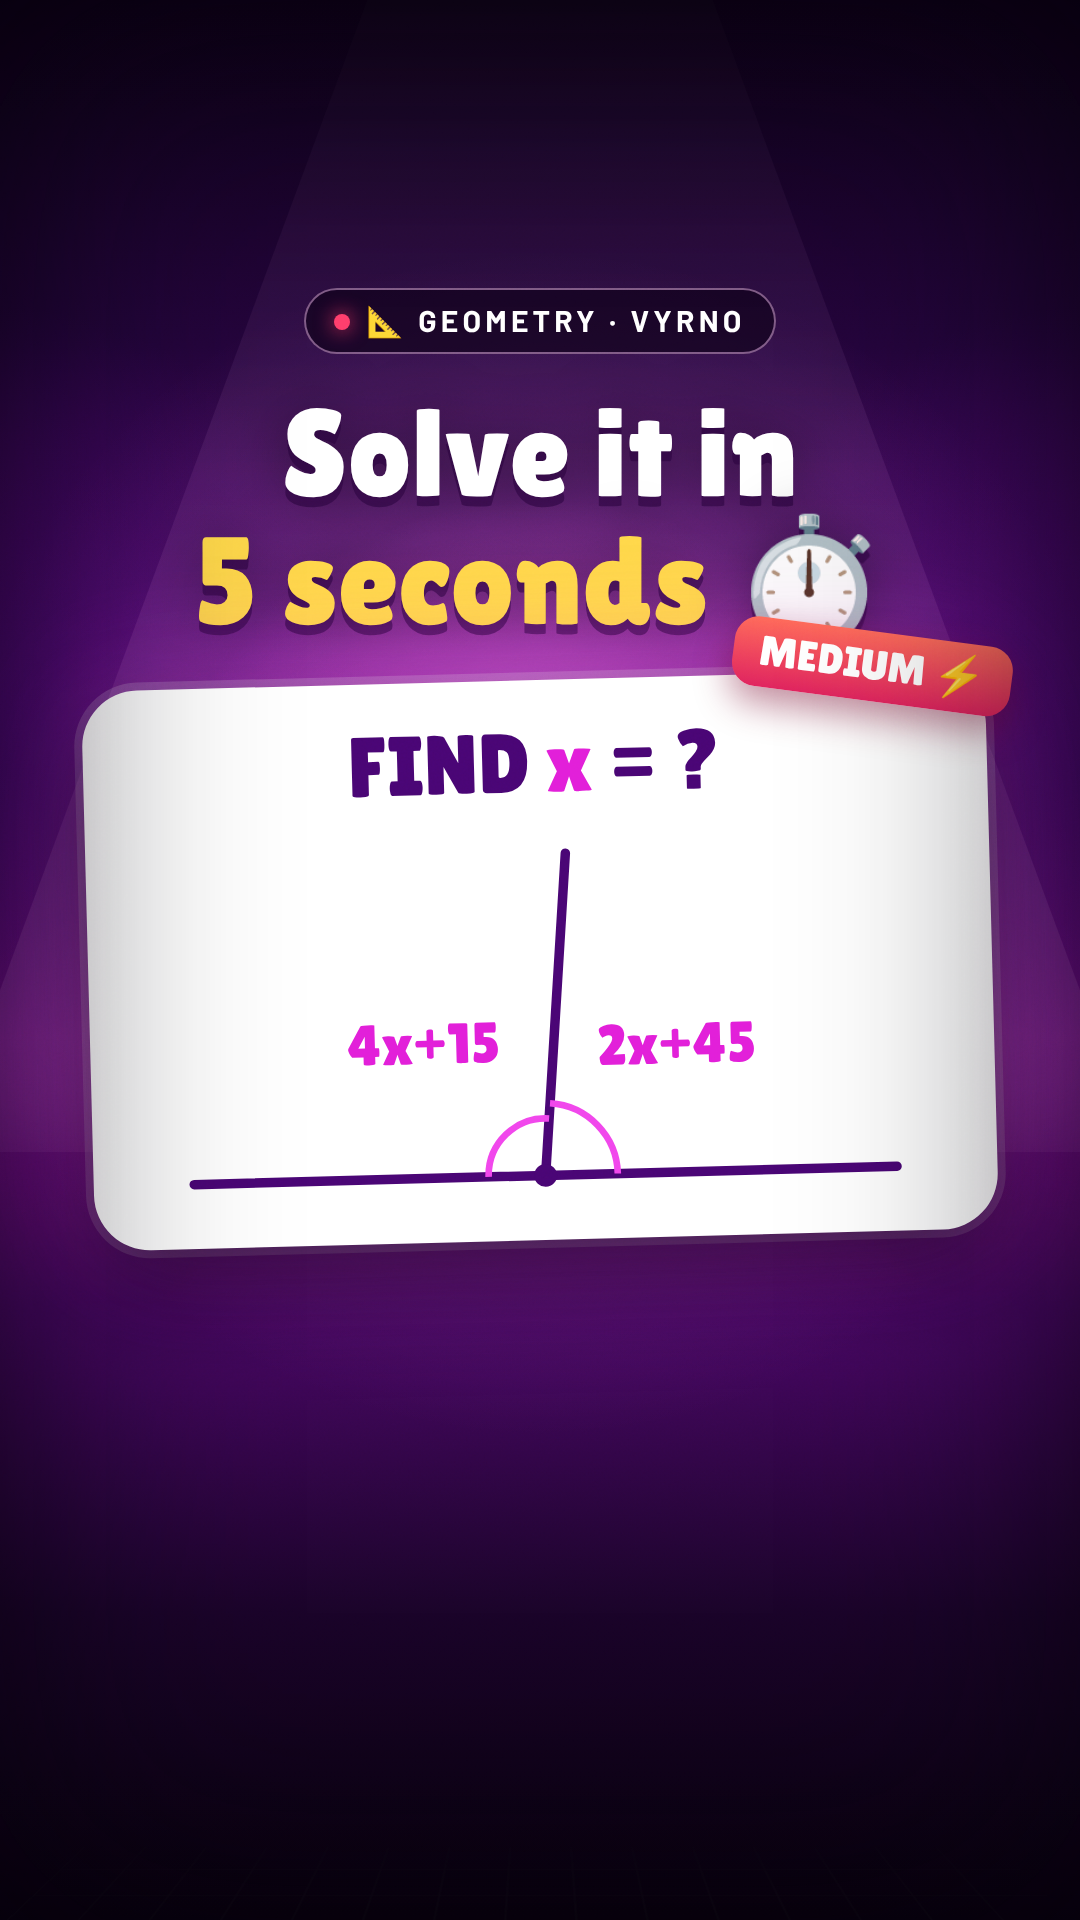 📐 GEOMETRY · VYRNO
Solve it in
5 seconds ⏱️
MEDIUM ⚡
FIND x = ?
4x+15
2x+45